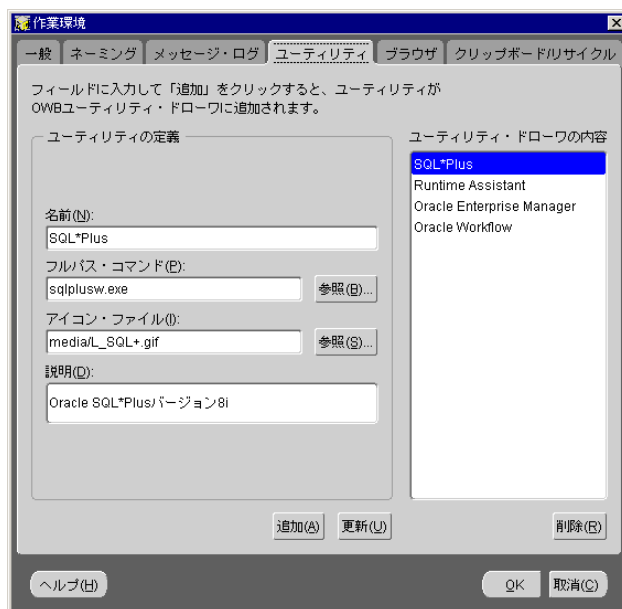 作業環境
一般 ネーミング メッセージ・ログ ユーティリティ ブラウザ クリップボード/リサイクル
フィールドに入力して「追加」をクリックすると、ユーティリティが
OWBユーティリティ・ドローワに追加されます。
ユーティリティの定義
名前(N):
SQL*Plus
フルパス・コマンド(P):
sqlplusw.exe
参照(B)...
アイコン・ファイル(I):
media/L_SQL+.gif
参照(S)...
説明(D):
Oracle SQL*Plusバージョン8i
追加(A) 更新(U)
ユーティリティ・ドローワの内容
SQL*Plus
Runtime Assistant
Oracle Enterprise Manager
Oracle Workflow
削除(R)
ヘルプ(H)
OK 取消(C)